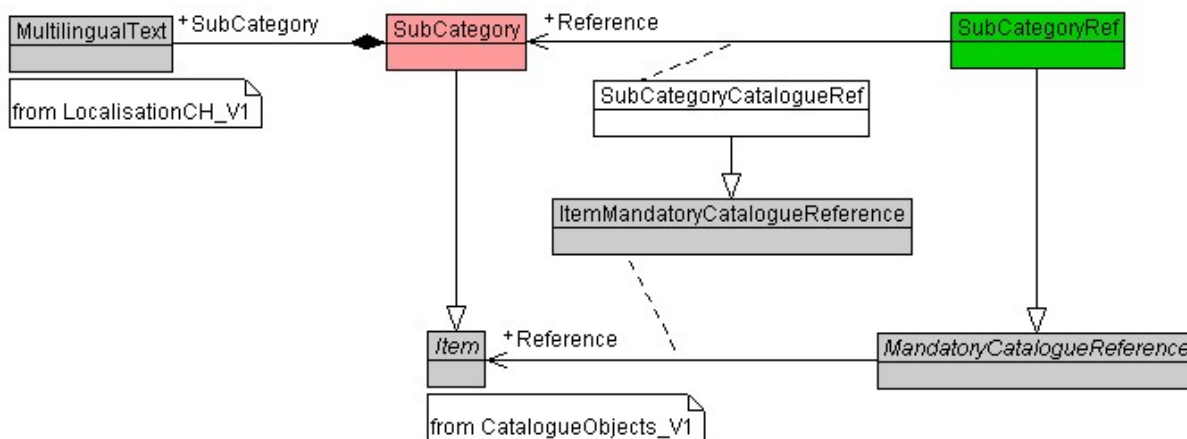 MultilingualText
+SubCategory
SubCategory
+Reference
SubCategoryRef
from LocalisationCH_V1
SubCategoryCatalogueRef
ItemMandatoryCatalogueReference
Item
+Reference
MandatoryCatalogueReference
from CatalogueObjects_V1